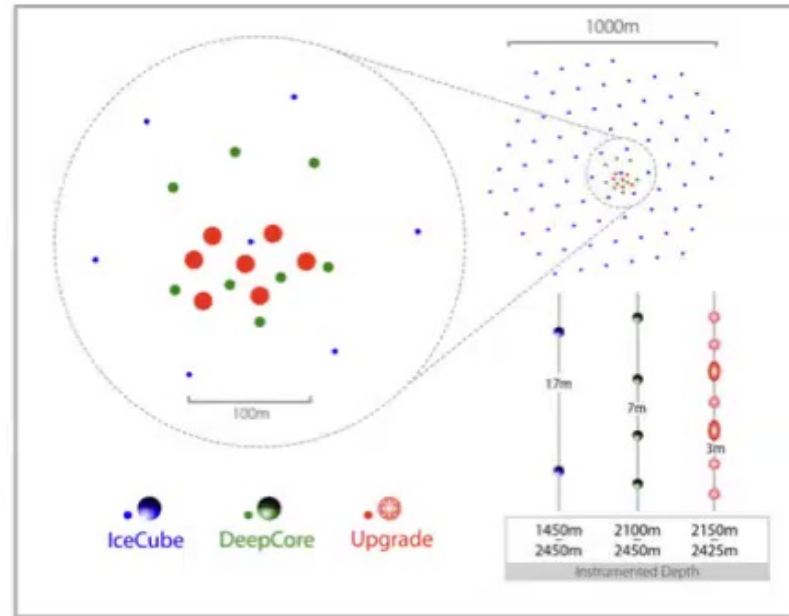 1000m
100m
17m
7m
3m
IceCube
DeepCore
Upgrade
1450m 2100m 2150m
– – –
2450m 2450m 2425m
Instrumented Depth